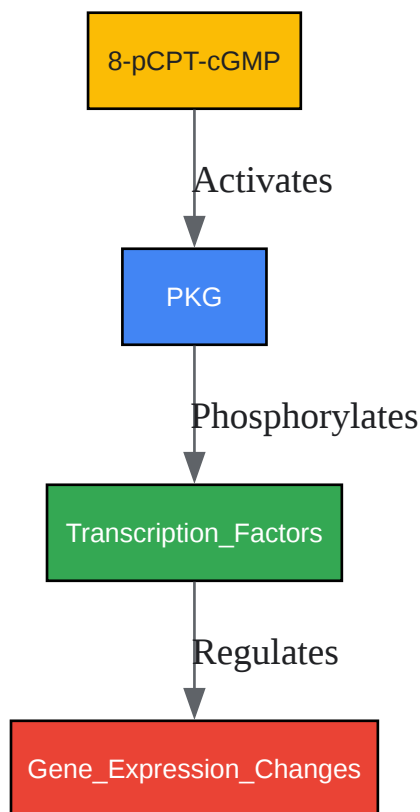 8-pCPT-cGMP
Activates
PKG
Phosphorylates
Transcription_Factors
Regulates
Gene_Expression_Changes